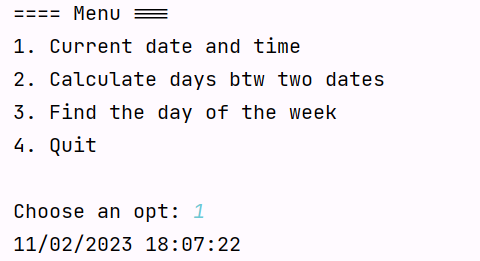 ==== Menu ===
1. Current date and time
2. Calculate days btw two dates
3. Find the day of the week
4. Quit
Choose an opt: 1
11/02/2023 18:07:22